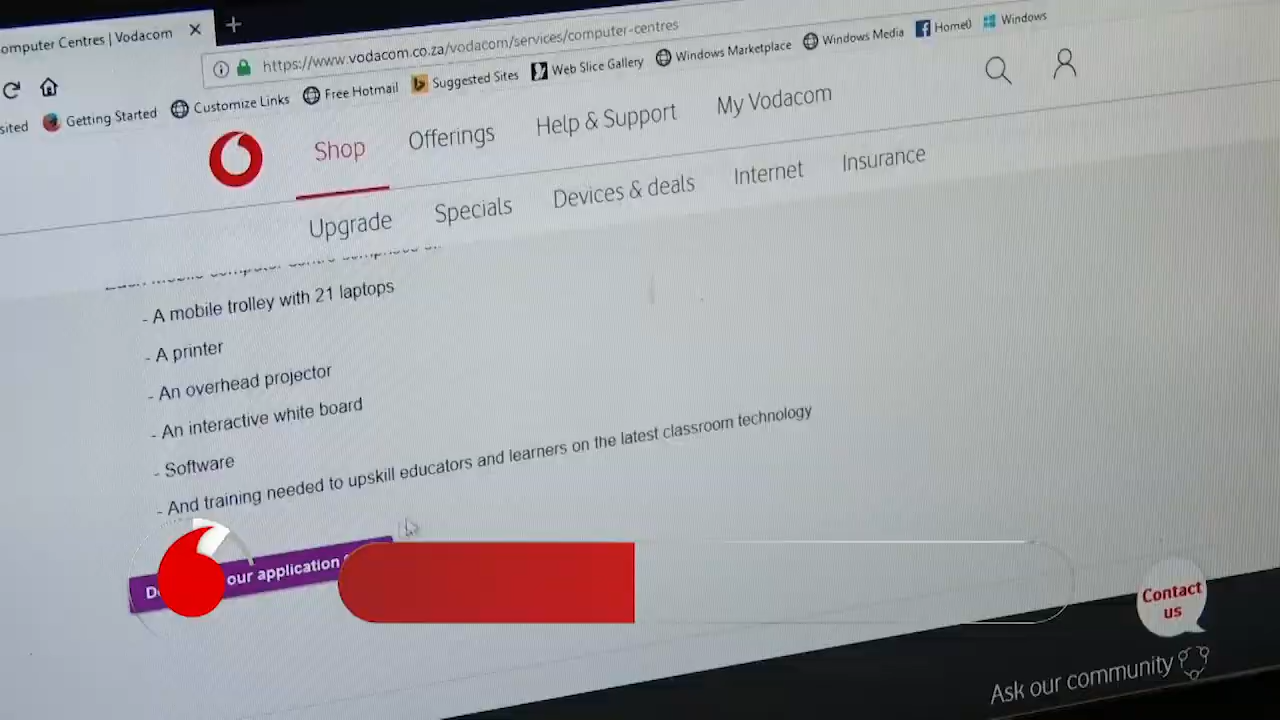 omputer Centres | Vodacom
https://www.vodacom.co.za/vodacom/services/computer-centres
sited Getting Started Customize Links Free Hotmail Suggested Sites Web Slice Gallery Windows Marketplace Windows Media Home0 Windows
Shop Offerings Help & Support My Vodacom
Upgrade Specials Devices & deals Internet Insurance
- A mobile trolley with 21 laptops
- A printer
- An overhead projector
- An interactive white board
- Software
- And training needed to upskill educators and learners on the latest classroom technology
our application
Contact
us
Ask our community